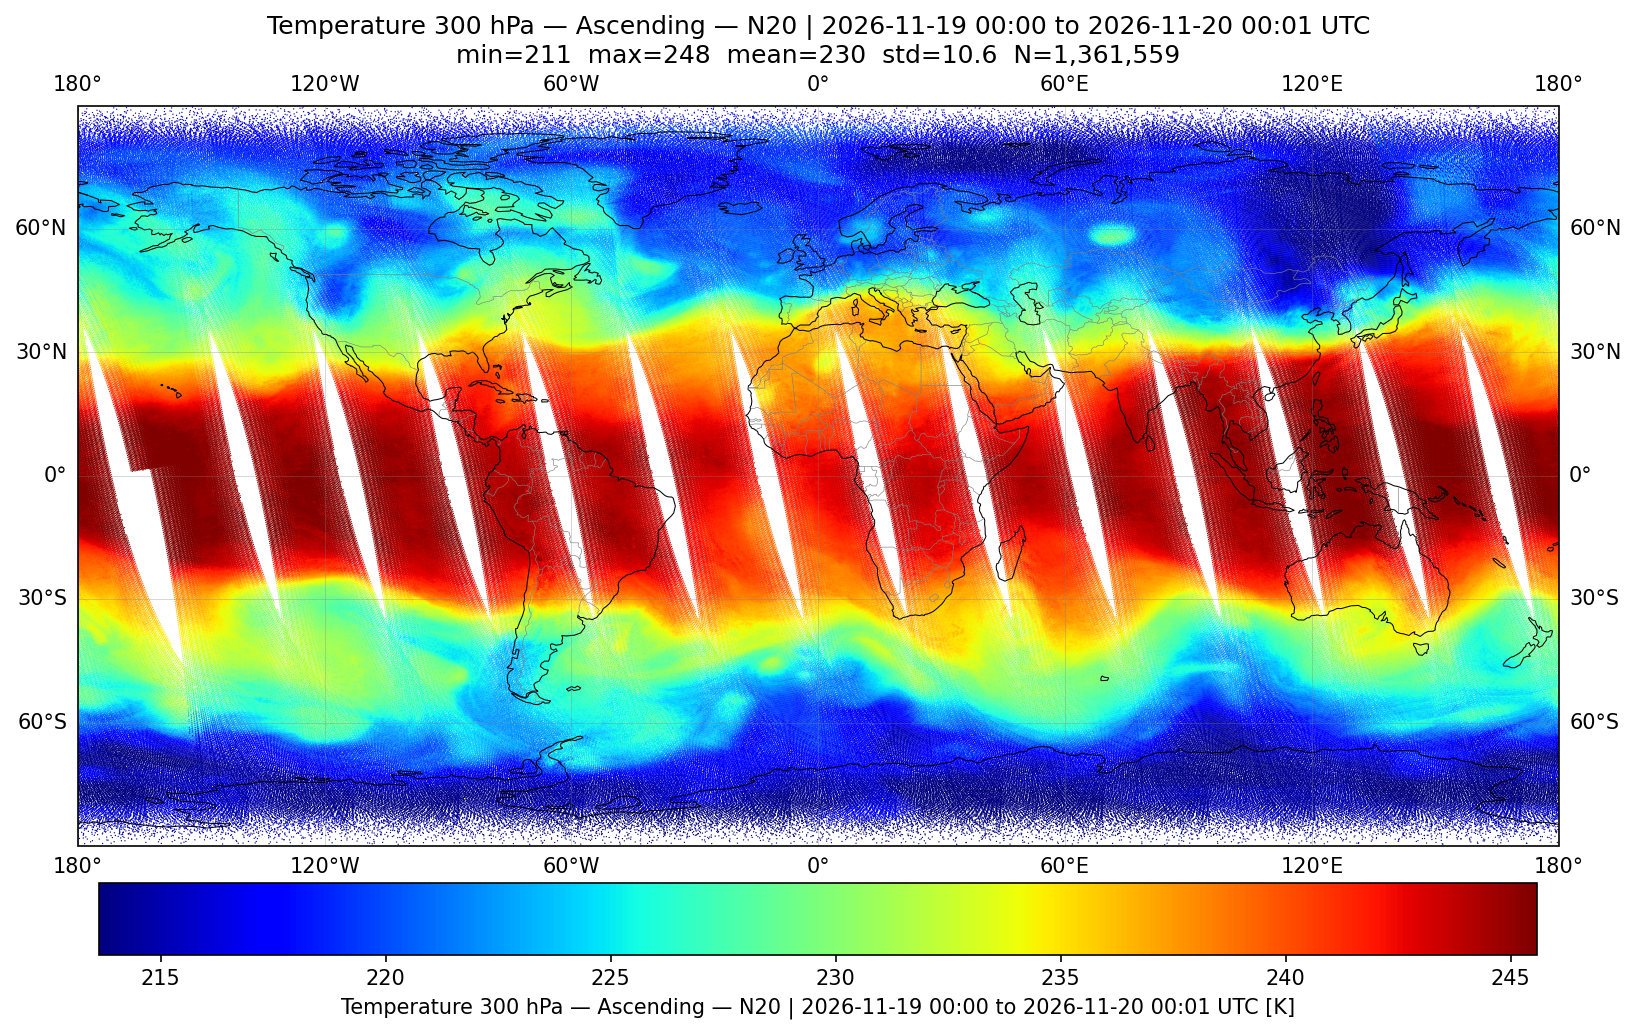 Temperature 300 hPa — Ascending — N20 | 2026-11-19 00:00 to 2026-11-20 00:01 UTC
min=211 max=248 mean=230 std=10.6 N=1,361,559
180° 120°W 60°W 0° 60°E 120°E 180°
60°N 60°N
30°N 30°N
0° 0°
30°S 30°S
60°S 60°S
180° 120°W 60°W 0° 60°E 120°E 180°
215 220 225 230 235 240 245
Temperature 300 hPa — Ascending — N20 | 2026-11-19 00:00 to 2026-11-20 00:01 UTC [K]